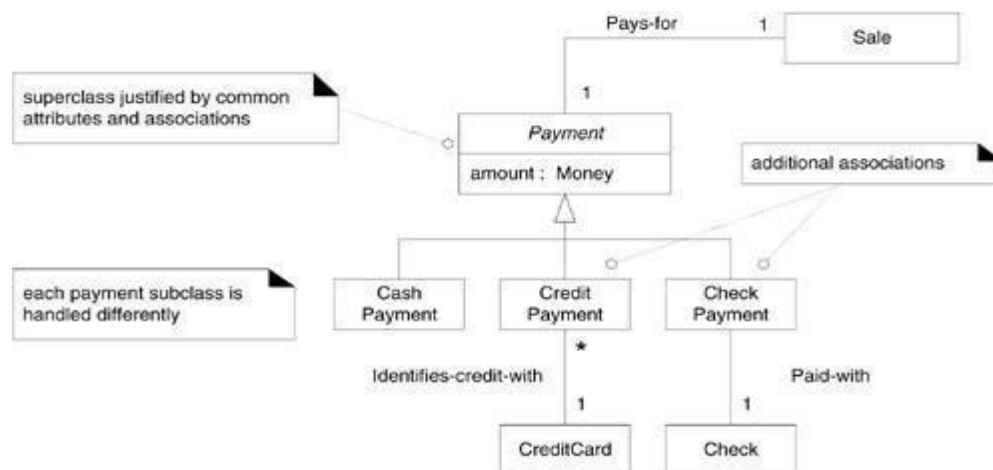 Pays-for
1
Sale
superclass justified by common
attributes and associations
1
Payment
amount : Money
additional associations
each payment subclass is
handled differently
Cash
Payment
Credit
Payment
Check
Payment
*
Identifies-credit-with
Paid-with
1
1
CreditCard
Check